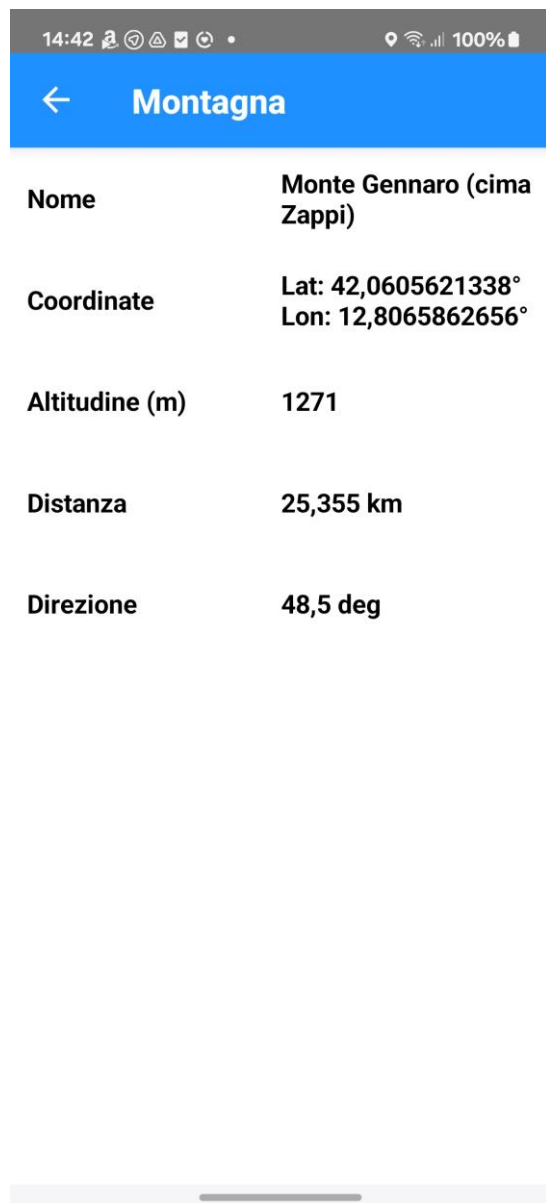 14:42 100%
Montagna
Nome Monte Gennaro (cima
Zappi)
Coordinate Lat: 42,0605621338°
Lon: 12,8065862656°
Altitudine (m) 1271
Distanza 25,355 km
Direzione 48,5 deg